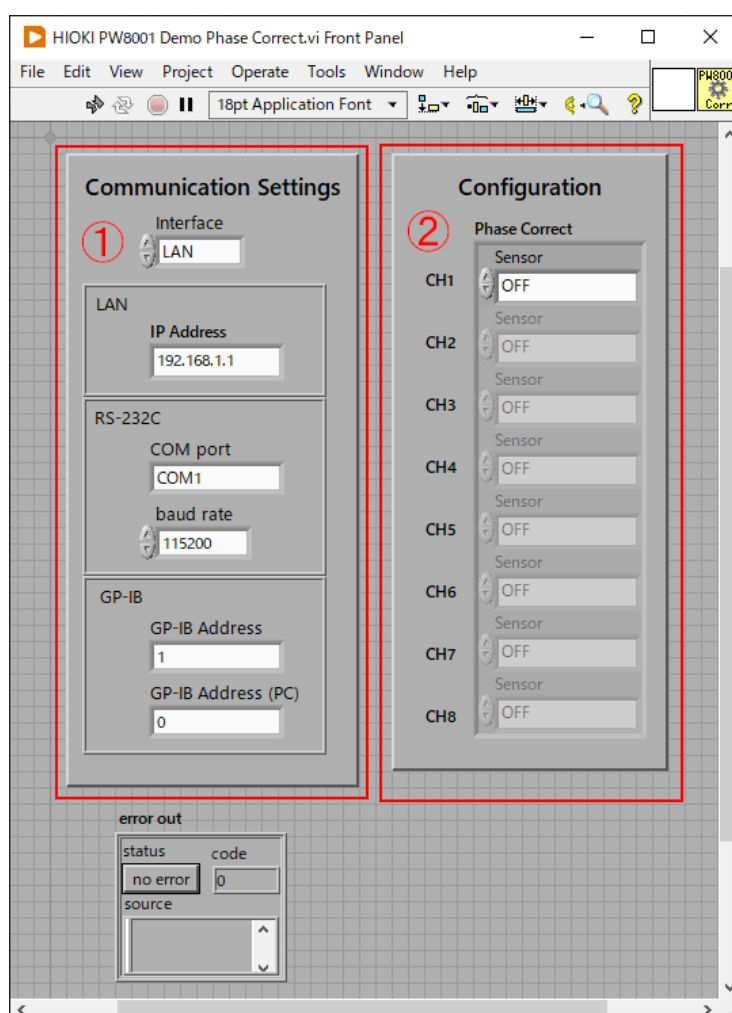 HIOKI PW8001 Demo Phase Correct.vi Front Panel
File Edit View Project Operate Tools Window Help
18pt Application Font
PW800
Corr
Communication Settings
①
Interface
LAN
LAN
IP Address
192.168.1.1
RS-232C
COM port
COM1
baud rate
115200
GP-IB
GP-IB Address
1
GP-IB Address (PC)
0
Configuration
②
Phase Correct
Sensor
CH1 OFF
Sensor
CH2 OFF
Sensor
CH3 OFF
Sensor
CH4 OFF
Sensor
CH5 OFF
Sensor
CH6 OFF
Sensor
CH7 OFF
Sensor
CH8 OFF
error out
status code
no error 0
source